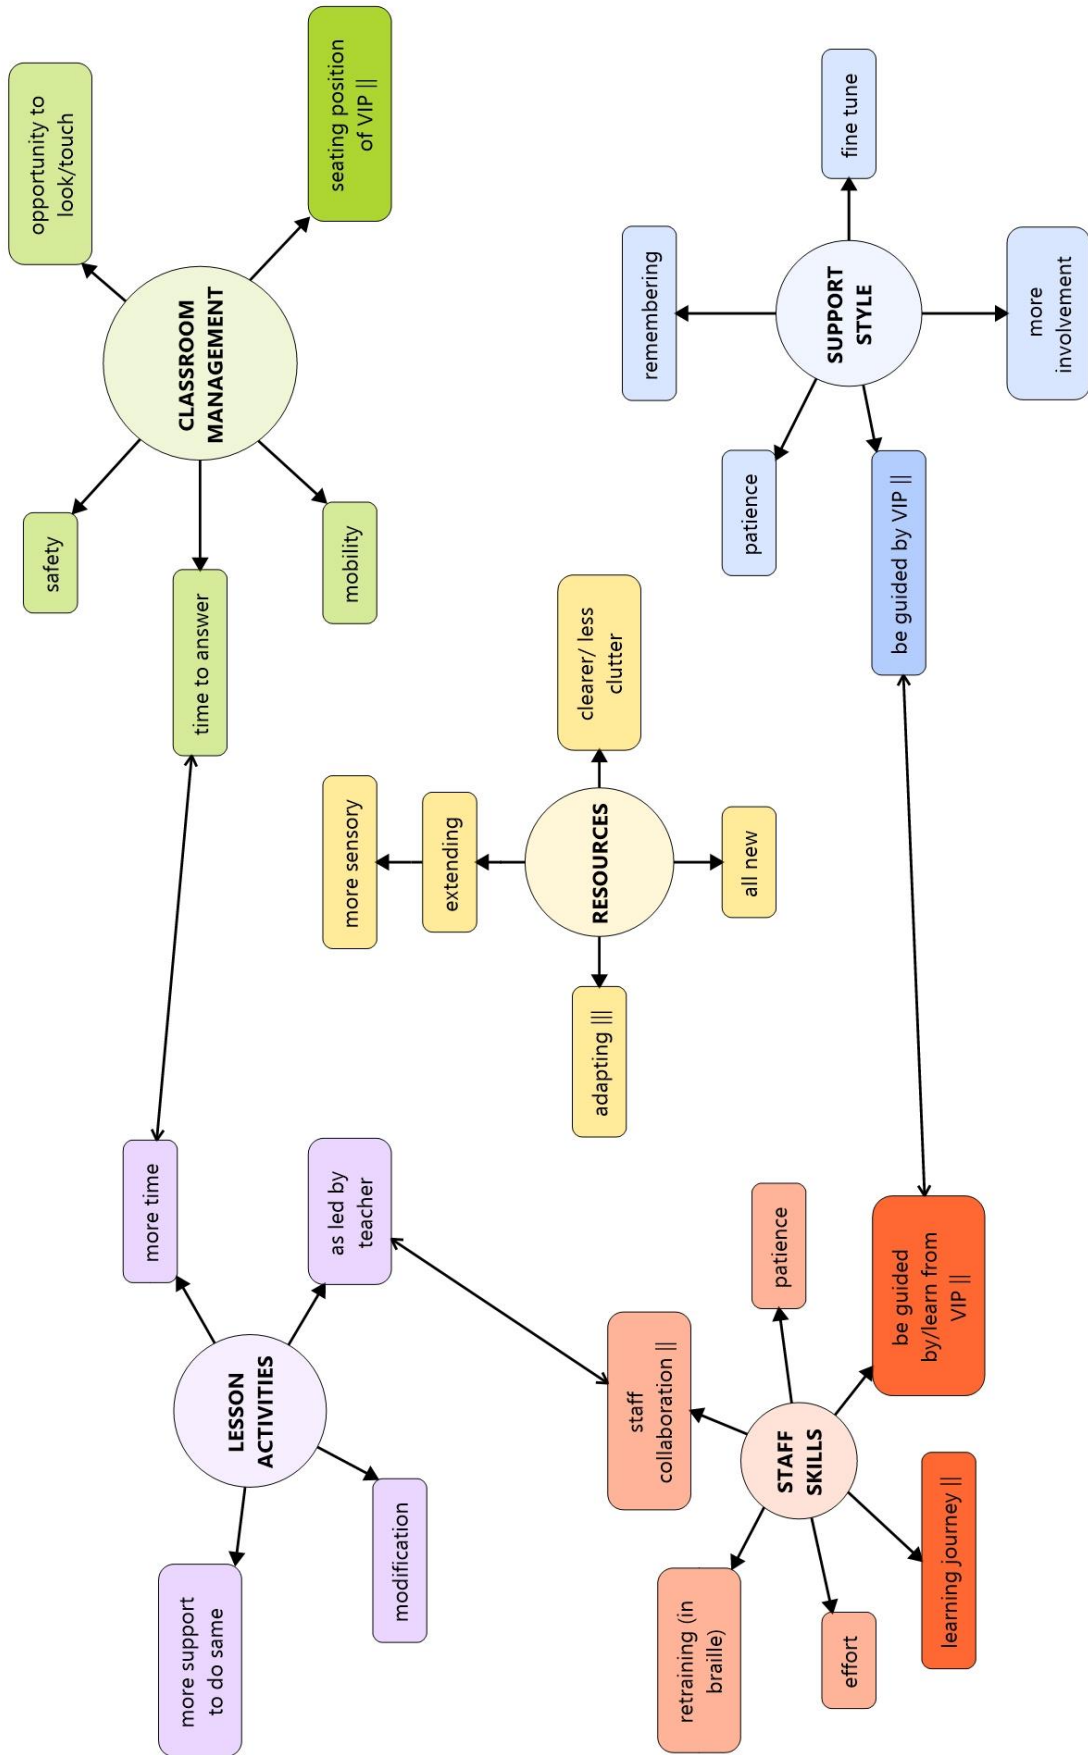 more support
to do same
LESSON
ACTIVITIES
more time
modification
as led by
teacher
time to answer
safety
CLASSROOM
MANAGEMENT
opportunity to
look/touch
mobility
seating position
of VIP ||
more sensory
extending
adapting |||
RESOURCES
clearer/ less
clutter
all new
retraining (in
braille)
staff
collaboration ||
STAFF
SKILLS
patience
effort
learning journey ||
be guided
by/learn from
VIP ||
remembering
patience
SUPPORT
STYLE
fine tune
be guided by VIP ||
more
involvement